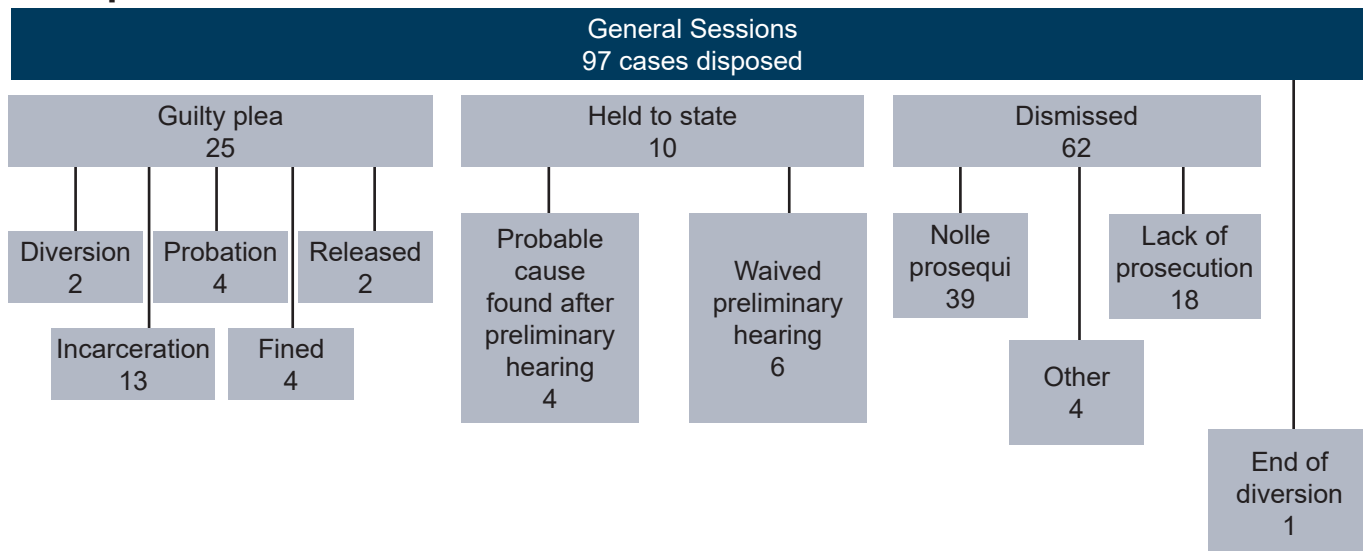 General Sessions
97 cases disposed
Guilty plea
25
Diversion
2
Incarceration
13
Probation
4
Fined
4
Released
2
Held to state
10
Probable
cause
found after
preliminary
hearing
4
Waived
preliminary
hearing
6
Dismissed
62
Nolle
prosequi
39
Other
4
Lack of
prosecution
18
End of
diversion
1